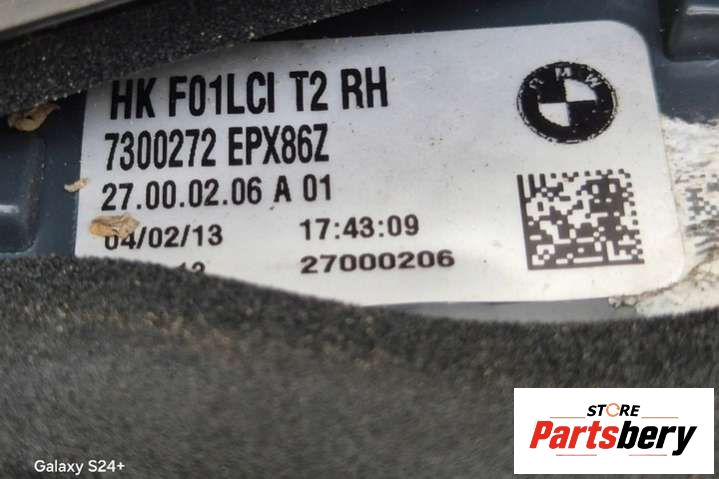 HK F01LCI T2 RH
7300272 EPX86Z
27.00.02.06 A 01
04/02/13 17:43:09
27000206
BMW
STORE
Partsbery
Galaxy S24+